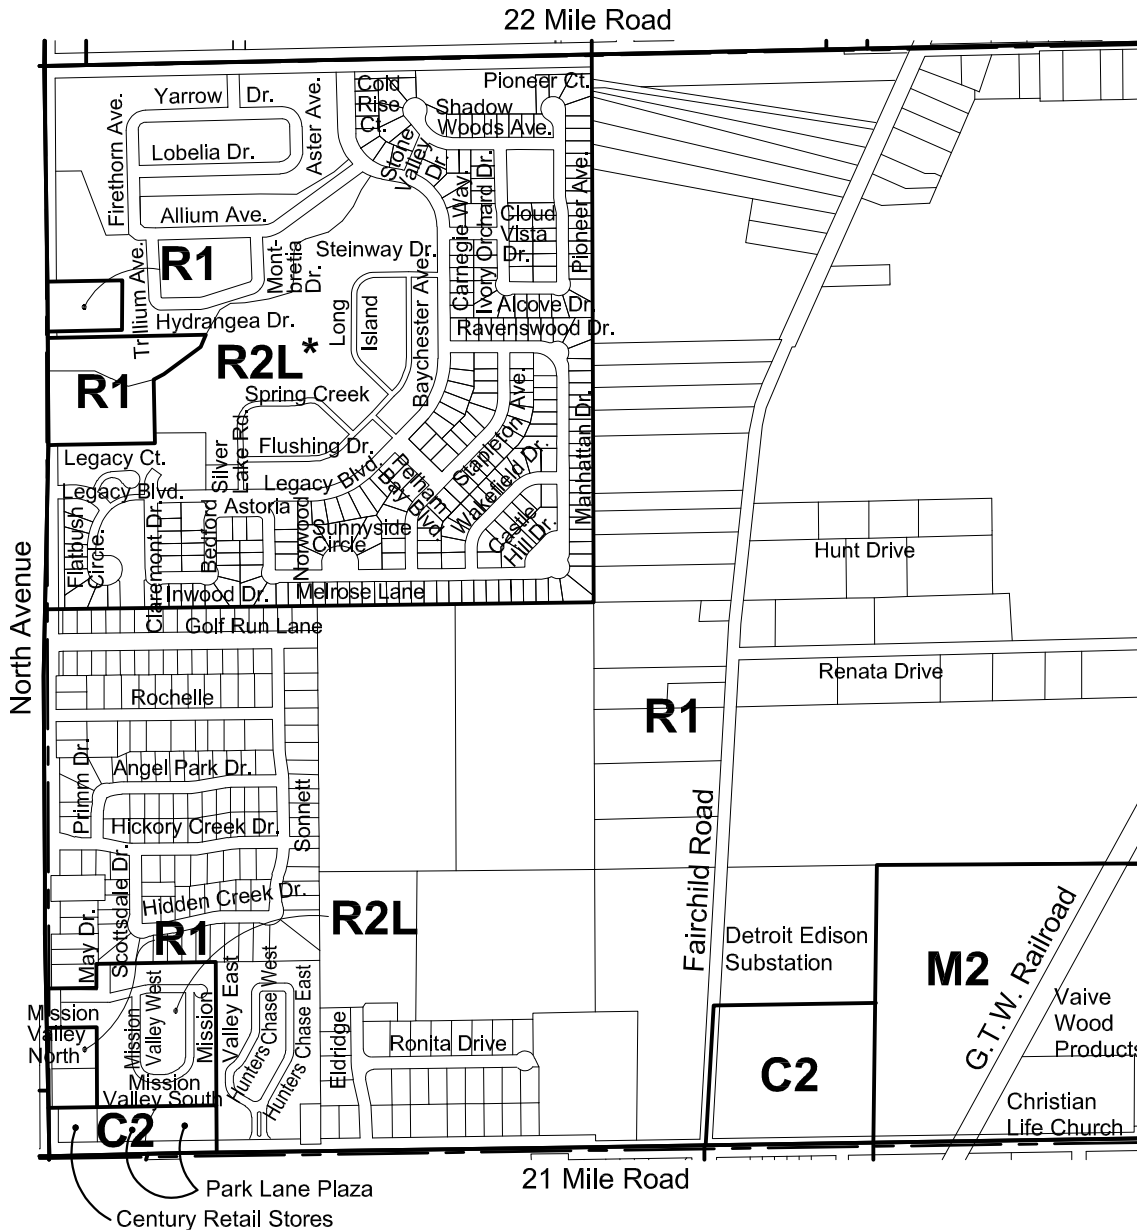 22 Mile Road
Yarrow Dr.
Firethorn Ave.
Lobelia Dr.
Aster Ave.
Allium Ave.
Cold
Rise
Ct.
Shadow
Woods Ave.
Pioneer Ct.
Stone
Valley
Dr.
Carnegie Way.
Ivory Orchard Dr.
Cloud
Vista
Dr.
Pioneer Ave.
R1
Trillium Ave.
Mont-
bretia
Dr.
Steinway Dr.
Hydrangea Dr.
Long
Island
Baychester Ave.
Alcove Dr.
Ravenswood Dr.
R2L*
R1
Spring Creek
Silver
Lake Rd.
Flushing Dr.
Legacy Ct.
Legacy Blvd.
Legacy Blvd.
Astoria
Pelham
Bay Blvd.
Stapleton Ave.
Wakefield Dr.
Manhattan Dr.
Castle
Hill Dr.
Flatbush
Circle.
Claremont Dr.
Bedford
Norwood
Sunnyside
Circle
Inwood Dr.
Melrose Lane
Hunt Drive
North Avenue
Golf Run Lane
Rochelle
Renata Drive
R1
Primm Dr.
Angel Park Dr.
Hickory Creek Dr.
Sonnett
Fairchild Road
Scottsdale Dr.
Hidden Creek Dr.
May Dr.
R1
R2L
Detroit Edison
Substation
M2
G.T.W. Railroad
Vaive
Wood
Products
Mission
Valley
North
Mission
Valley West
Mission
Valley East
Hunters Chase West
Hunters Chase East
Eldridge
Ronita Drive
Mission
Valley South
C2
C2
Christian
Life Church
21 Mile Road
Park Lane Plaza
Century Retail Stores